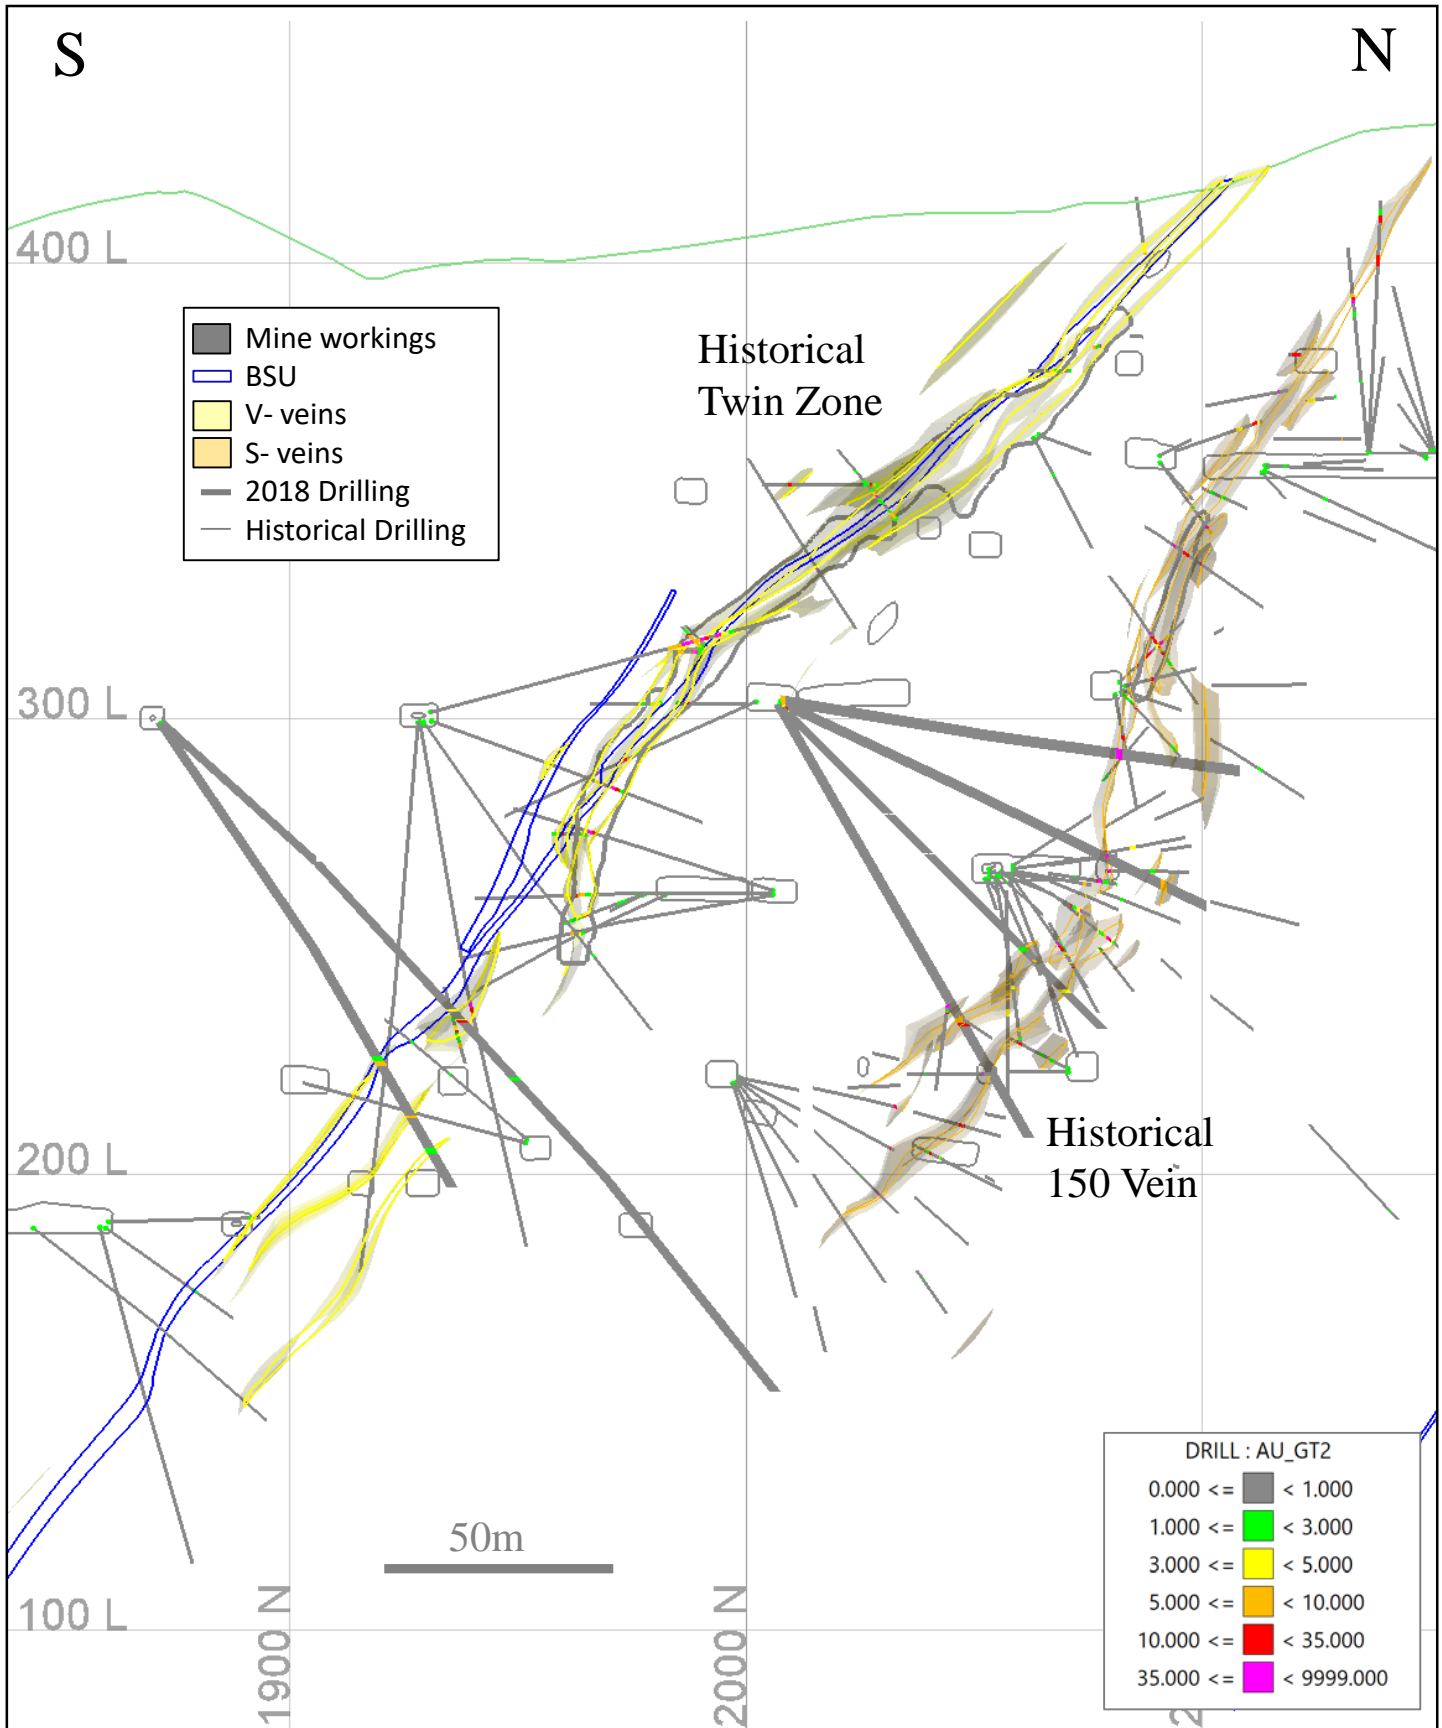 S
N
400 L
Mine workings
BSU
V- veins
S- veins
2018 Drilling
Historical Drilling
Historical
Twin Zone
300 L
Historical
150 Vein
200 L
50m
100 L
1900 N
2000 N
DRILL : AU_GT2
0.000 <= < 1.000
1.000 <= < 3.000
3.000 <= < 5.000
5.000 <= < 10.000
10.000 <= < 35.000
35.000 <= < 9999.000